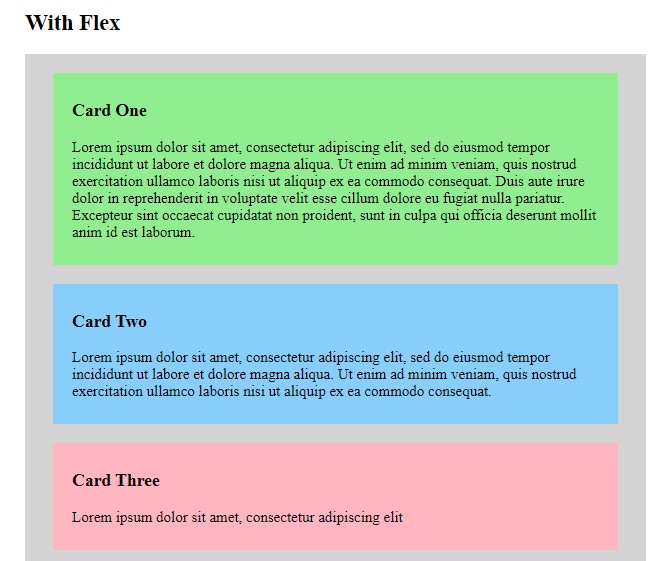 With Flex
Card One
Lorem ipsum dolor sit amet, consectetur adipiscing elit, sed do eiusmod tempor
incididunt ut labore et dolore magna aliqua. Ut enim ad minim veniam, quis nostrud
exercitation ullamco laboris nisi ut aliquip ex ea commodo consequat. Duis aute irure
dolor in reprehenderit in voluptate velit esse cillum dolore eu fugiat nulla pariatur.
Excepteur sint occaecat cupidatat non proident, sunt in culpa qui officia deserunt mollit
anim id est laborum.
Card Two
Lorem ipsum dolor sit amet, consectetur adipiscing elit, sed do eiusmod tempor
incididunt ut labore et dolore magna aliqua. Ut enim ad minim veniam, quis nostrud
exercitation ullamco laboris nisi ut aliquip ex ea commodo consequat.
Card Three
Lorem ipsum dolor sit amet, consectetur adipiscing elit